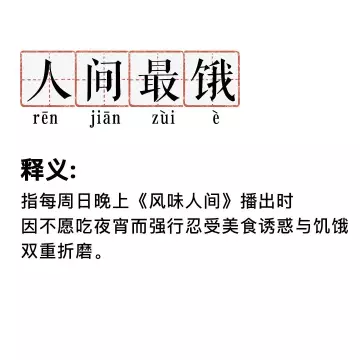 人间最饿
rēn jiān zùi è
释义:
指每周日晚上《风味人间》播出时
因不愿吃夜宵而强行忍受美食诱惑与饥饿
双重折磨。